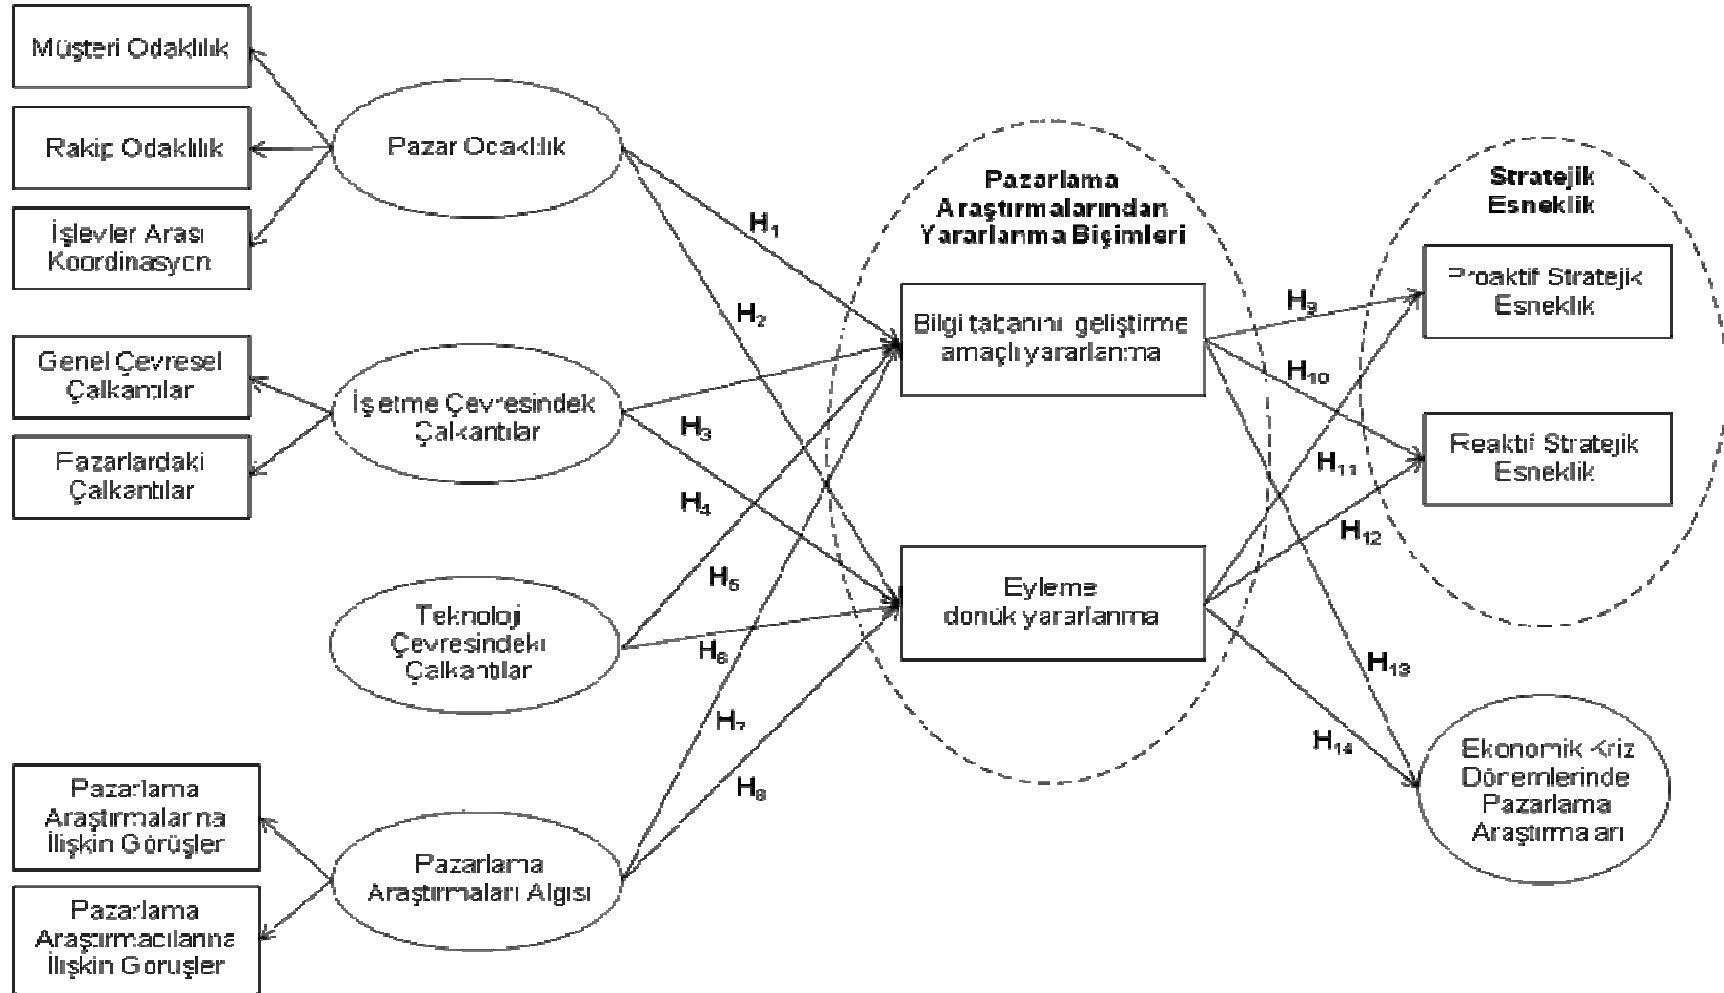 Müşteri Odaklılık
Rakip Odaklılık
İşlevler Arası
Koordinasyon
Genel Çevresel
Çalkantılar
Pazarlardaki
Çalkantılar
Pazarlama
Araştırmalarına
İlişkin Görüşler
Pazarlama
Araştırmacılarına
İlişkin Görüşler
Pazar Odaklılık
İşletme Çevresindek
Çalkantılar
Teknoloji
Çevresindeki
Çalkantılar
Pazarlama
Araştırmaları Algısı
H1
H2
H3
H4
H5
H6
H7
H8
Pazarlama
Araştırmalarından
Yararlanma Biçimleri
Bilgi tabanını geliştirme
amaçlı yararlanma
Eyleme
dönük yararlanma
H9
H10
H11
H12
H13
H14
Stratejik
Esneklik
Proaktif Stratejik
Esneklik
Reaktif Stratejik
Esneklik
Ekonomik Kriz
Dönemlerinde
Pazarlama
Araştırmaları